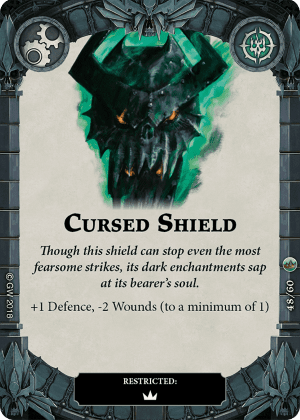 CURSED SHIELD
Though this shield can stop even the most
fearsome strikes, its dark enchantments sap
at its bearer's soul.
+1 Defence, -2 Wounds (to a minimum of 1)
© GW 2018
48/60
RESTRICTED: